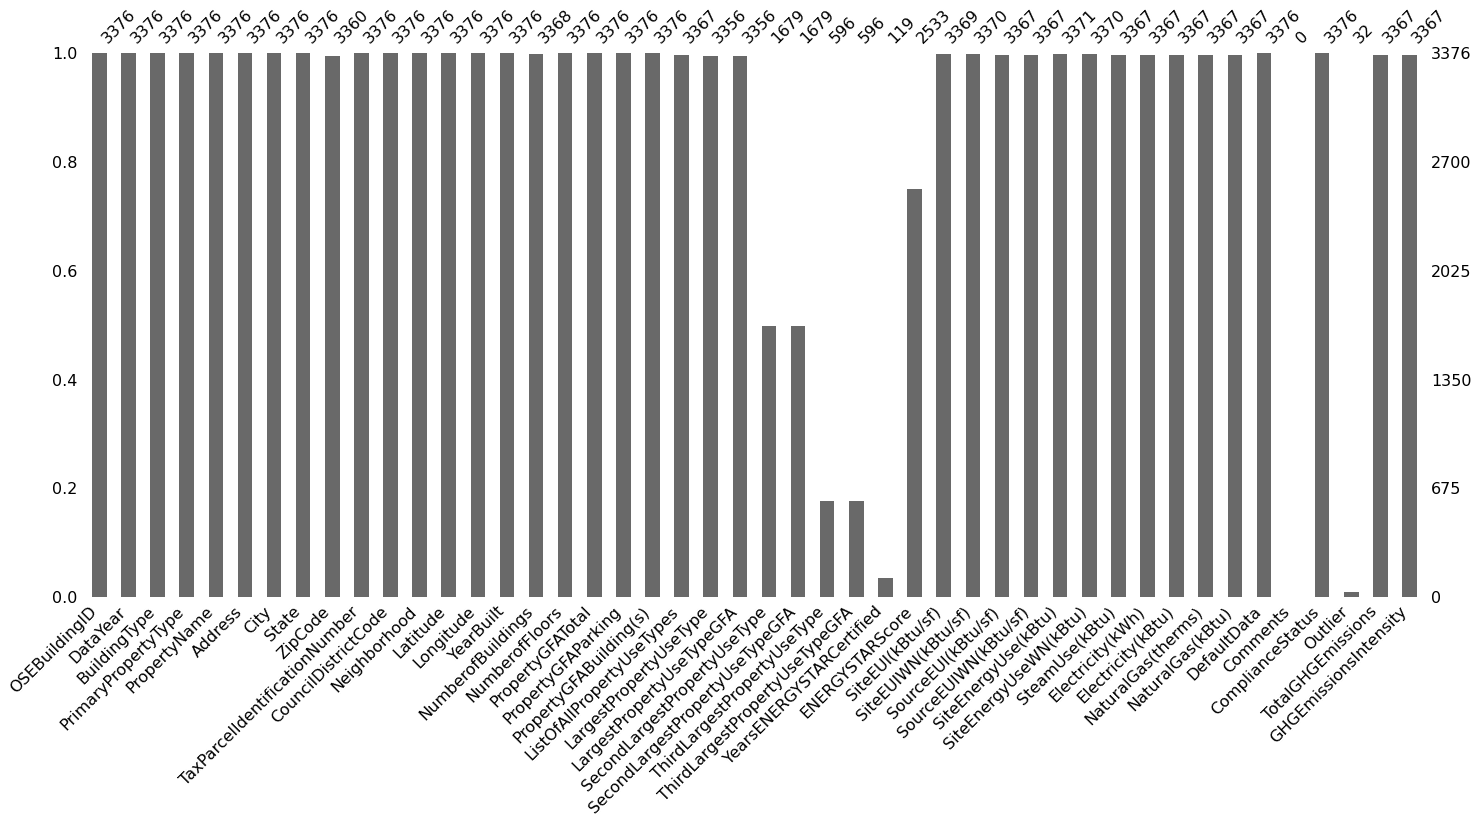 3376
3376
3376
3376
3376
3376
3376
3376
3360
3376
3376
3376
3376
3376
3376
3368
3376
3376
3376
3376
3367
3356
3356
1679
1679
596
596
119
2533
3369
3370
3367
3367
3371
3370
3367
3367
3367
3367
3367
3376
0
3376
32
3367
3367
1.0
0.8
0.6
0.4
0.2
0.0
3376
2700
2025
1350
675
0
OSEBuildingID
DataYear
BuildingType
PrimaryPropertyType
PropertyName
Address
City
State
ZipCode
TaxParcelIdentificationNumber
CouncilDistrictCode
Neighborhood
Latitude
Longitude
YearBuilt
NumberofBuildings
NumberofFloors
PropertyGFATotal
PropertyGFAParking
PropertyGFABuilding(s)
ListOfAllPropertyUseTypes
LargestPropertyUseType
LargestPropertyUseTypeGFA
SecondLargestPropertyUseType
SecondLargestPropertyUseTypeGFA
ThirdLargestPropertyUseType
ThirdLargestPropertyUseTypeGFA
YearsENERGYSTARCertified
ENERGYSTARScore
SiteEUI(kBtu/sf)
SiteEUIWN(kBtu/sf)
SourceEUI(kBtu/sf)
SourceEUIWN(kBtu/sf)
SiteEnergyUse(kBtu)
SiteEnergyUseWN(kBtu)
SteamUse(kBtu)
Electricity(kWh)
Electricity(kBtu)
NaturalGas(therms)
NaturalGas(kBtu)
DefaultData
Comments
ComplianceStatus
Outlier
TotalGHGEmissions
GHGEmissionsIntensity